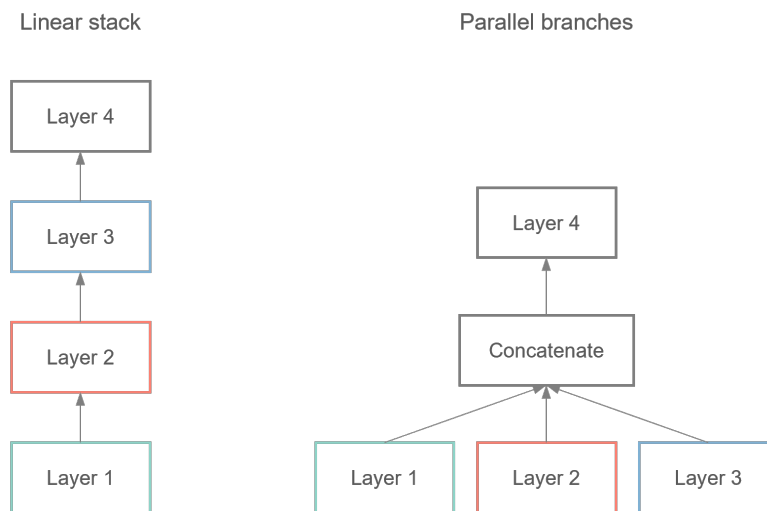 Linear stack
Layer 4
Layer 3
Layer 2
Layer 1
Parallel branches
Layer 4
Concatenate
Layer 1
Layer 2
Layer 3